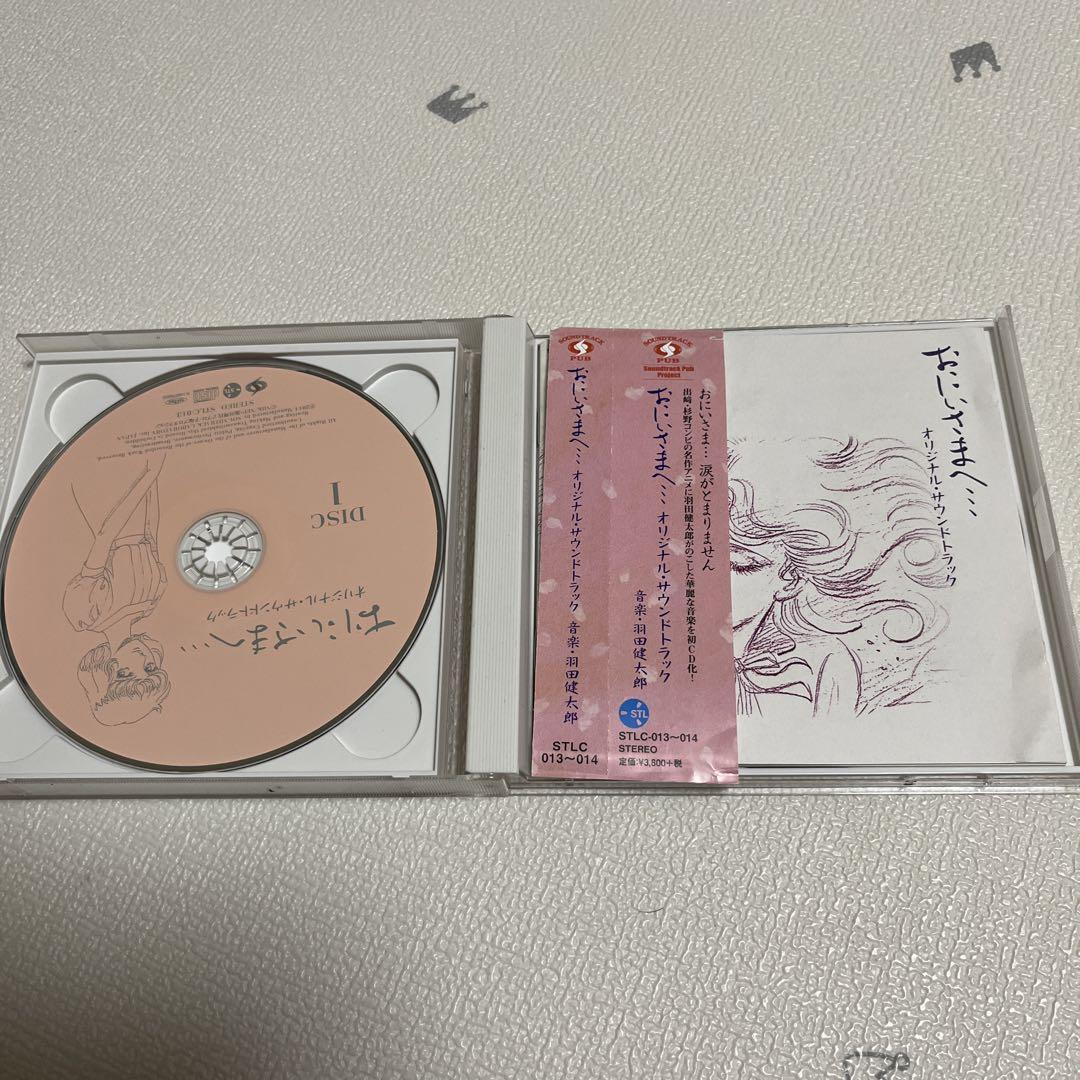 STEREO STLC-013
DISC
I
おにいさまへ…
オリジナル・サウンドトラック
SOUNDTRACK
PUB
おにいさまへ… オリジナル・サウンドトラック 音楽・羽田健太郎
STLC
013〜014
SOUNDTRACK
PUB
Soundtrack Pub
Project
おにいさま… 涙がとまりません
出﨑・杉野コンビの名作アニメに羽田健太郎がのこした華麗な音楽を初CD化!
おにいさまへ… オリジナル・サウンドトラック
音楽・羽田健太郎
STL
STLC-013〜014
STEREO
定価:¥3,800+税
おにいさまへ…
オリジナル・サウンドトラック